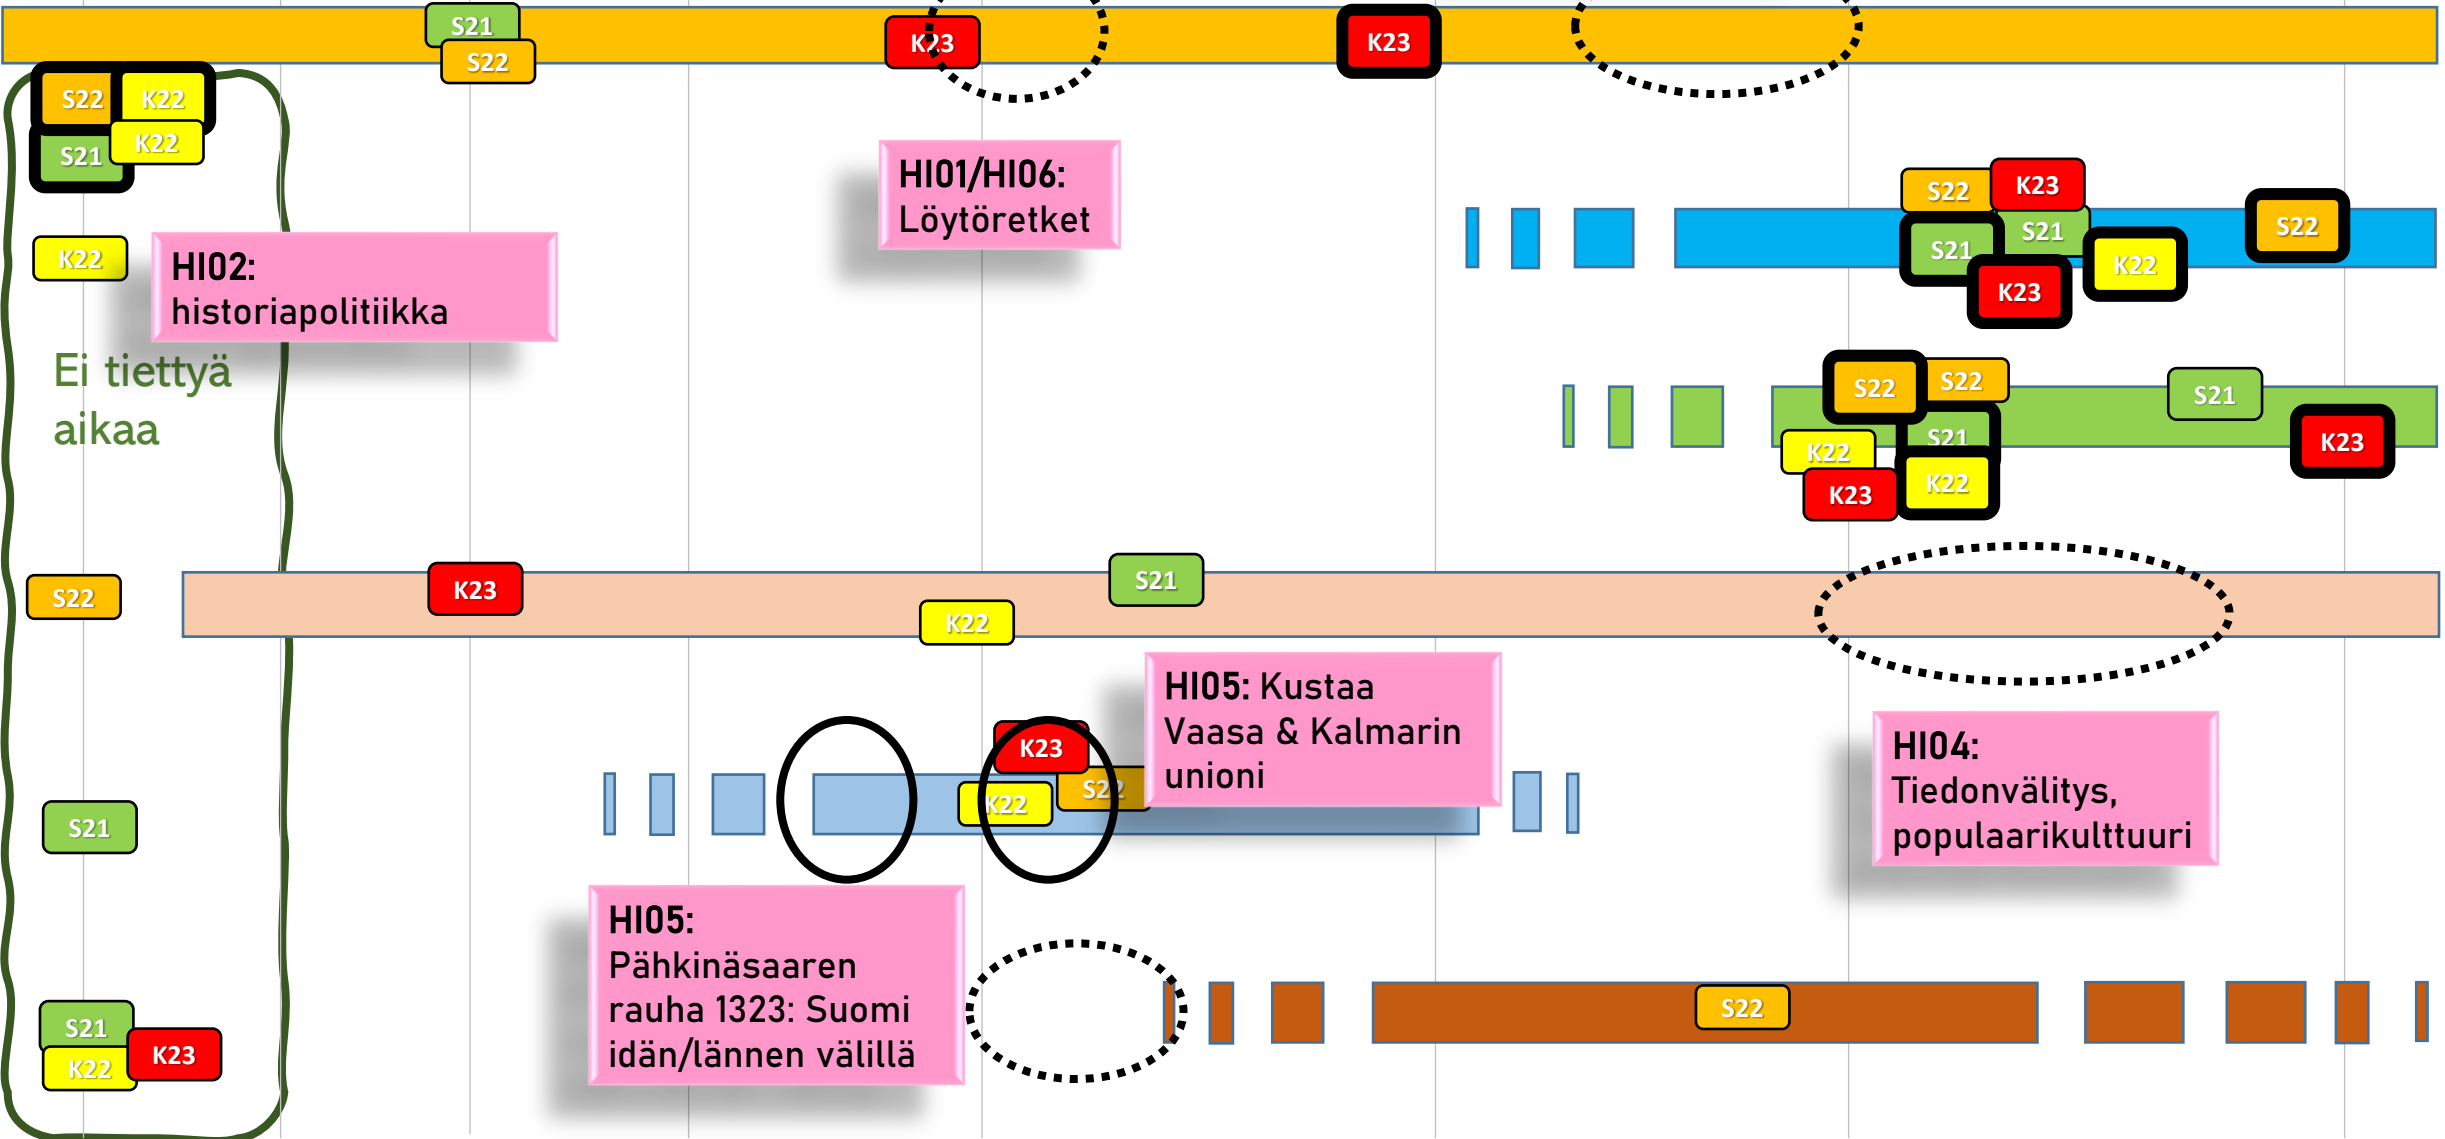 S21
S22
K23
K23
S22
K22
S21
K22
HI01/HI06:
Löytöretket
S22
K23
S21
S21
K22
K23
S22
K22
HI02:
historiapolitiikka
Ei tiettyä
aikaa
S22
S22
S21
S21
K22
K22
K23
K23
S22
K23
K22
S21
HI05: Kustaa
Vaasa & Kalmarin
unioni
K23
K22
S22
HI04:
Tiedonvälitys,
populaarikulttuuri
S21
HI05:
Pähkinäsaaren
rauha 1323: Suomi
idän/lännen välillä
S22
S21
K22
K23